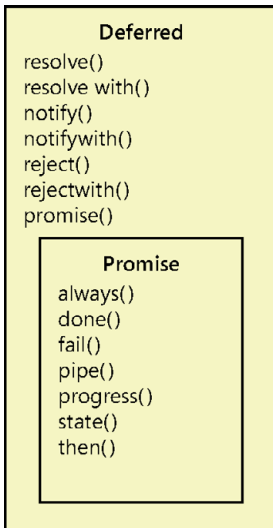 Deferred
resolve()
resolve with()
notify()
notifywith()
reject()
rejectwith()
promise()
Promise
always()
done()
fail()
pipe()
progress()
state()
then()